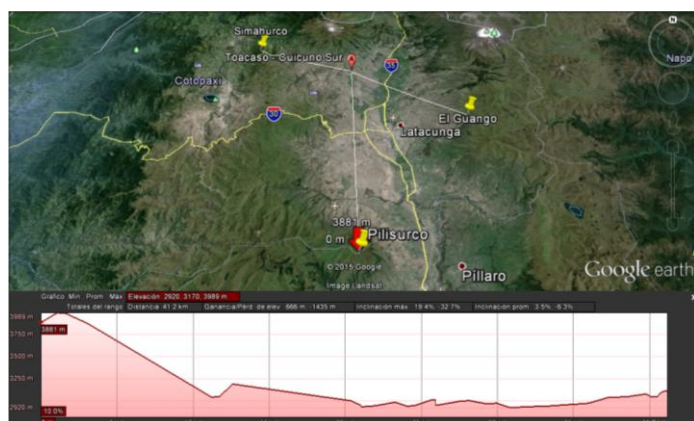 N
Simahurco
Napo
Toacaso - Guicuno Sur
35
Cotopaxi
30
El Guango
Latacunga
3881 m
0 m
Pilisurco
Píllaro
© 2015 Google
Image Landsat
Google earth
Gráfico Mín Prom Máx Elevación: 2920, 3170, 3989 m
Totales del rango: Distancia: 41.2 km Ganancia/Pérd. de elev: 666 m, -1435 m Inclinación máx: 19.4%, -32.7% Inclinación prom: 3.5%, -6.3%
3989 m
3881 m
3750 m
3500 m
3250 m
2920 m
10.0%